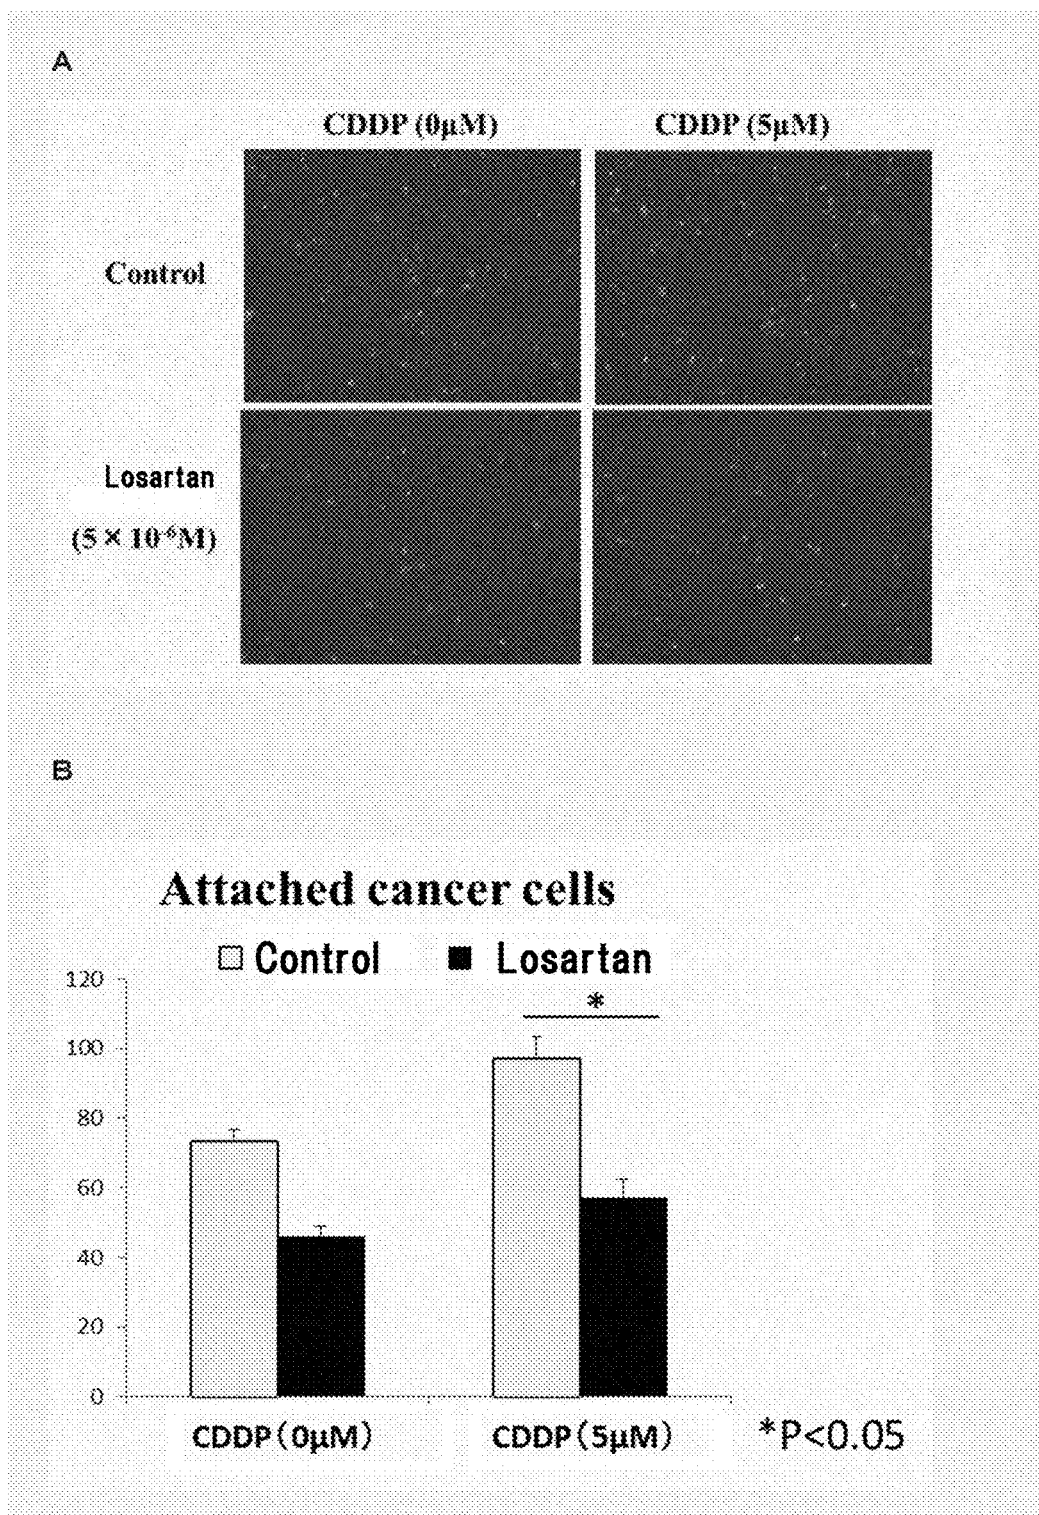 A
CDDP (0μM) CDDP (5μM)
Control
Losartan
(5 × 10⁻⁶M)
B
Attached cancer cells
Control Losartan
*
120
100
80
60
40
20
0
CDDP(0μM) CDDP(5μM) *P<0.05